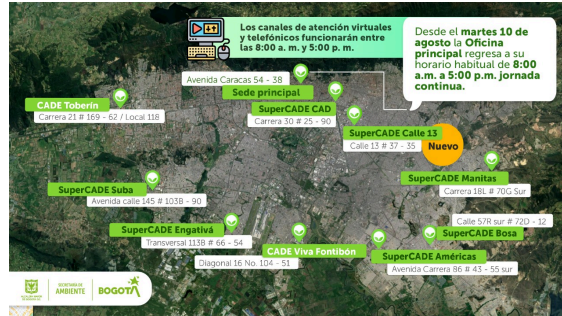 Los canales de atención virtuales
y telefónicos funcionarán entre
las 8:00 a. m. y 5:00 p. m.
Desde el martes 10 de
agosto la Oficina
principal regresa a su
horario habitual de 8:00
a.m. a 5:00 p.m. jornada
continua.
Avenida Caracas 54 - 38
Sede principal
CADE Toberín
Carrera 21 # 169 - 62 / Local 118
SuperCADE CAD
Carrera 30 # 25 - 90
SuperCADE Calle 13
Calle 13 # 37 - 35
Nuevo
SuperCADE Manitas
Carrera 18L # 70G Sur
SuperCADE Suba
Avenida calle 145 # 103B - 90
SuperCADE Engativá
Transversal 113B # 66 - 54
CADE Viva Fontibón
Diagonal 16 No. 104 - 51
Calle 57R sur # 72D - 12
SuperCADE Bosa
SuperCADE Américas
Avenida Carrera 86 # 43 - 55 sur
SECRETARÍA DE
AMBIENTE
BOGOTÁ